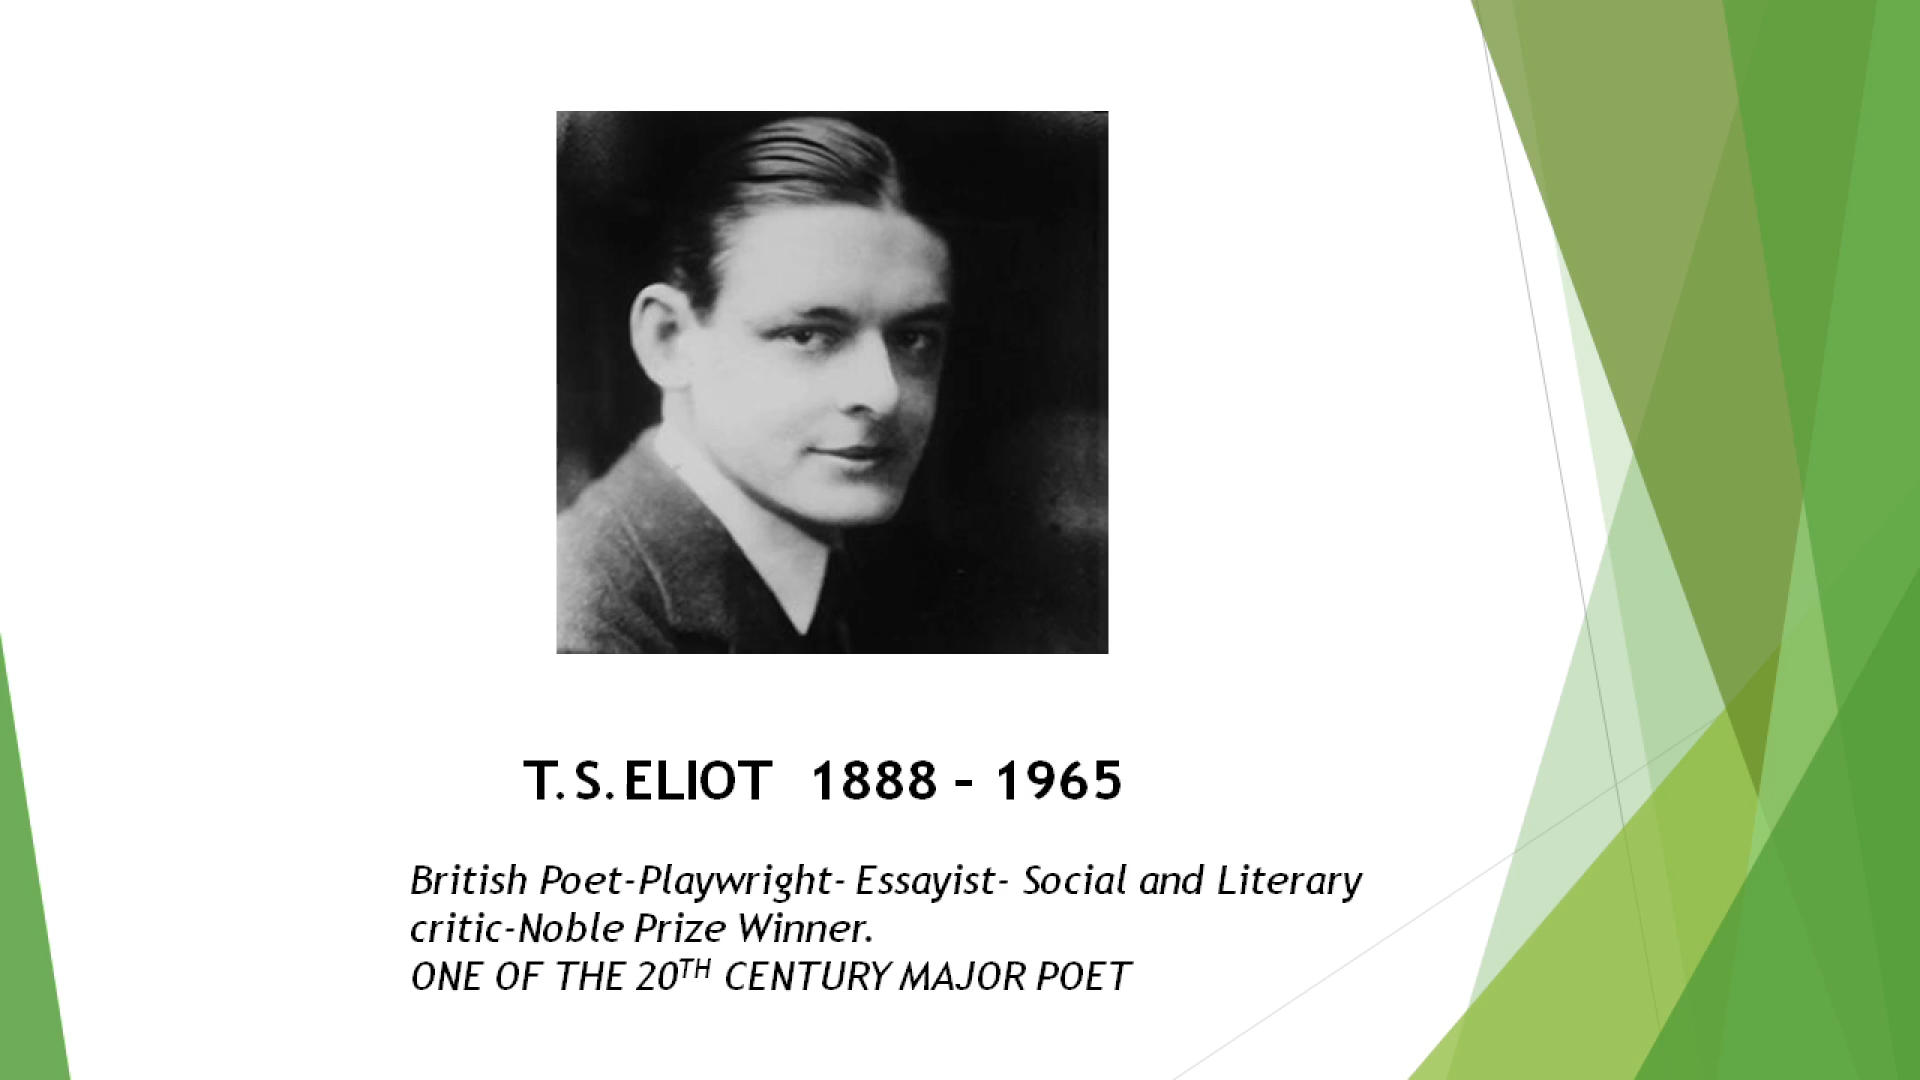 T. S. ELIOT 1888 – 1965
British Poet-Playwright- Essayist- Social and Literary
critic-Noble Prize Winner.
ONE OF THE 20TH CENTURY MAJOR POET